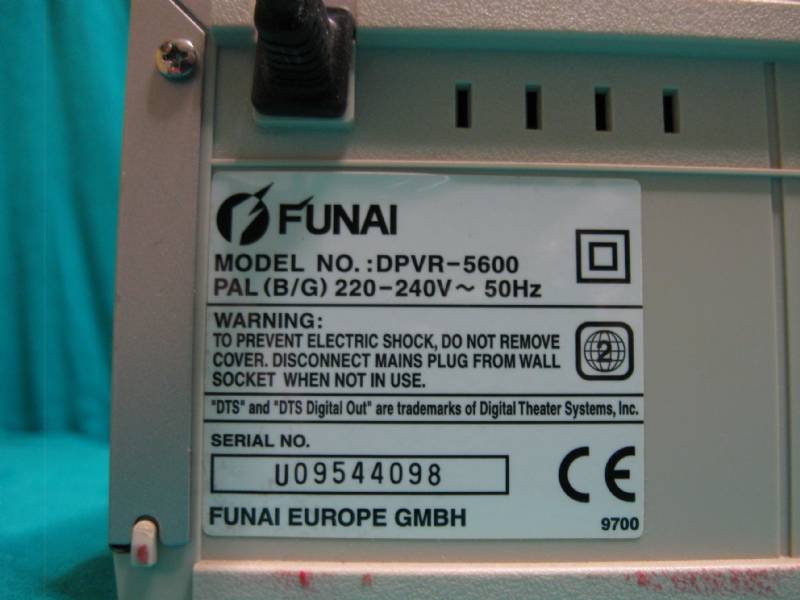 FUNAI
MODEL NO.:DPVR-5600
PAL (B/G) 220-240V~ 50Hz
WARNING:
TO PREVENT ELECTRIC SHOCK, DO NOT REMOVE
COVER. DISCONNECT MAINS PLUG FROM WALL
SOCKET WHEN NOT IN USE.
2
"DTS" and "DTS Digital Out" are trademarks of Digital Theater Systems, Inc.
SERIAL NO.
U09544098
CE
FUNAI EUROPE GMBH
9700